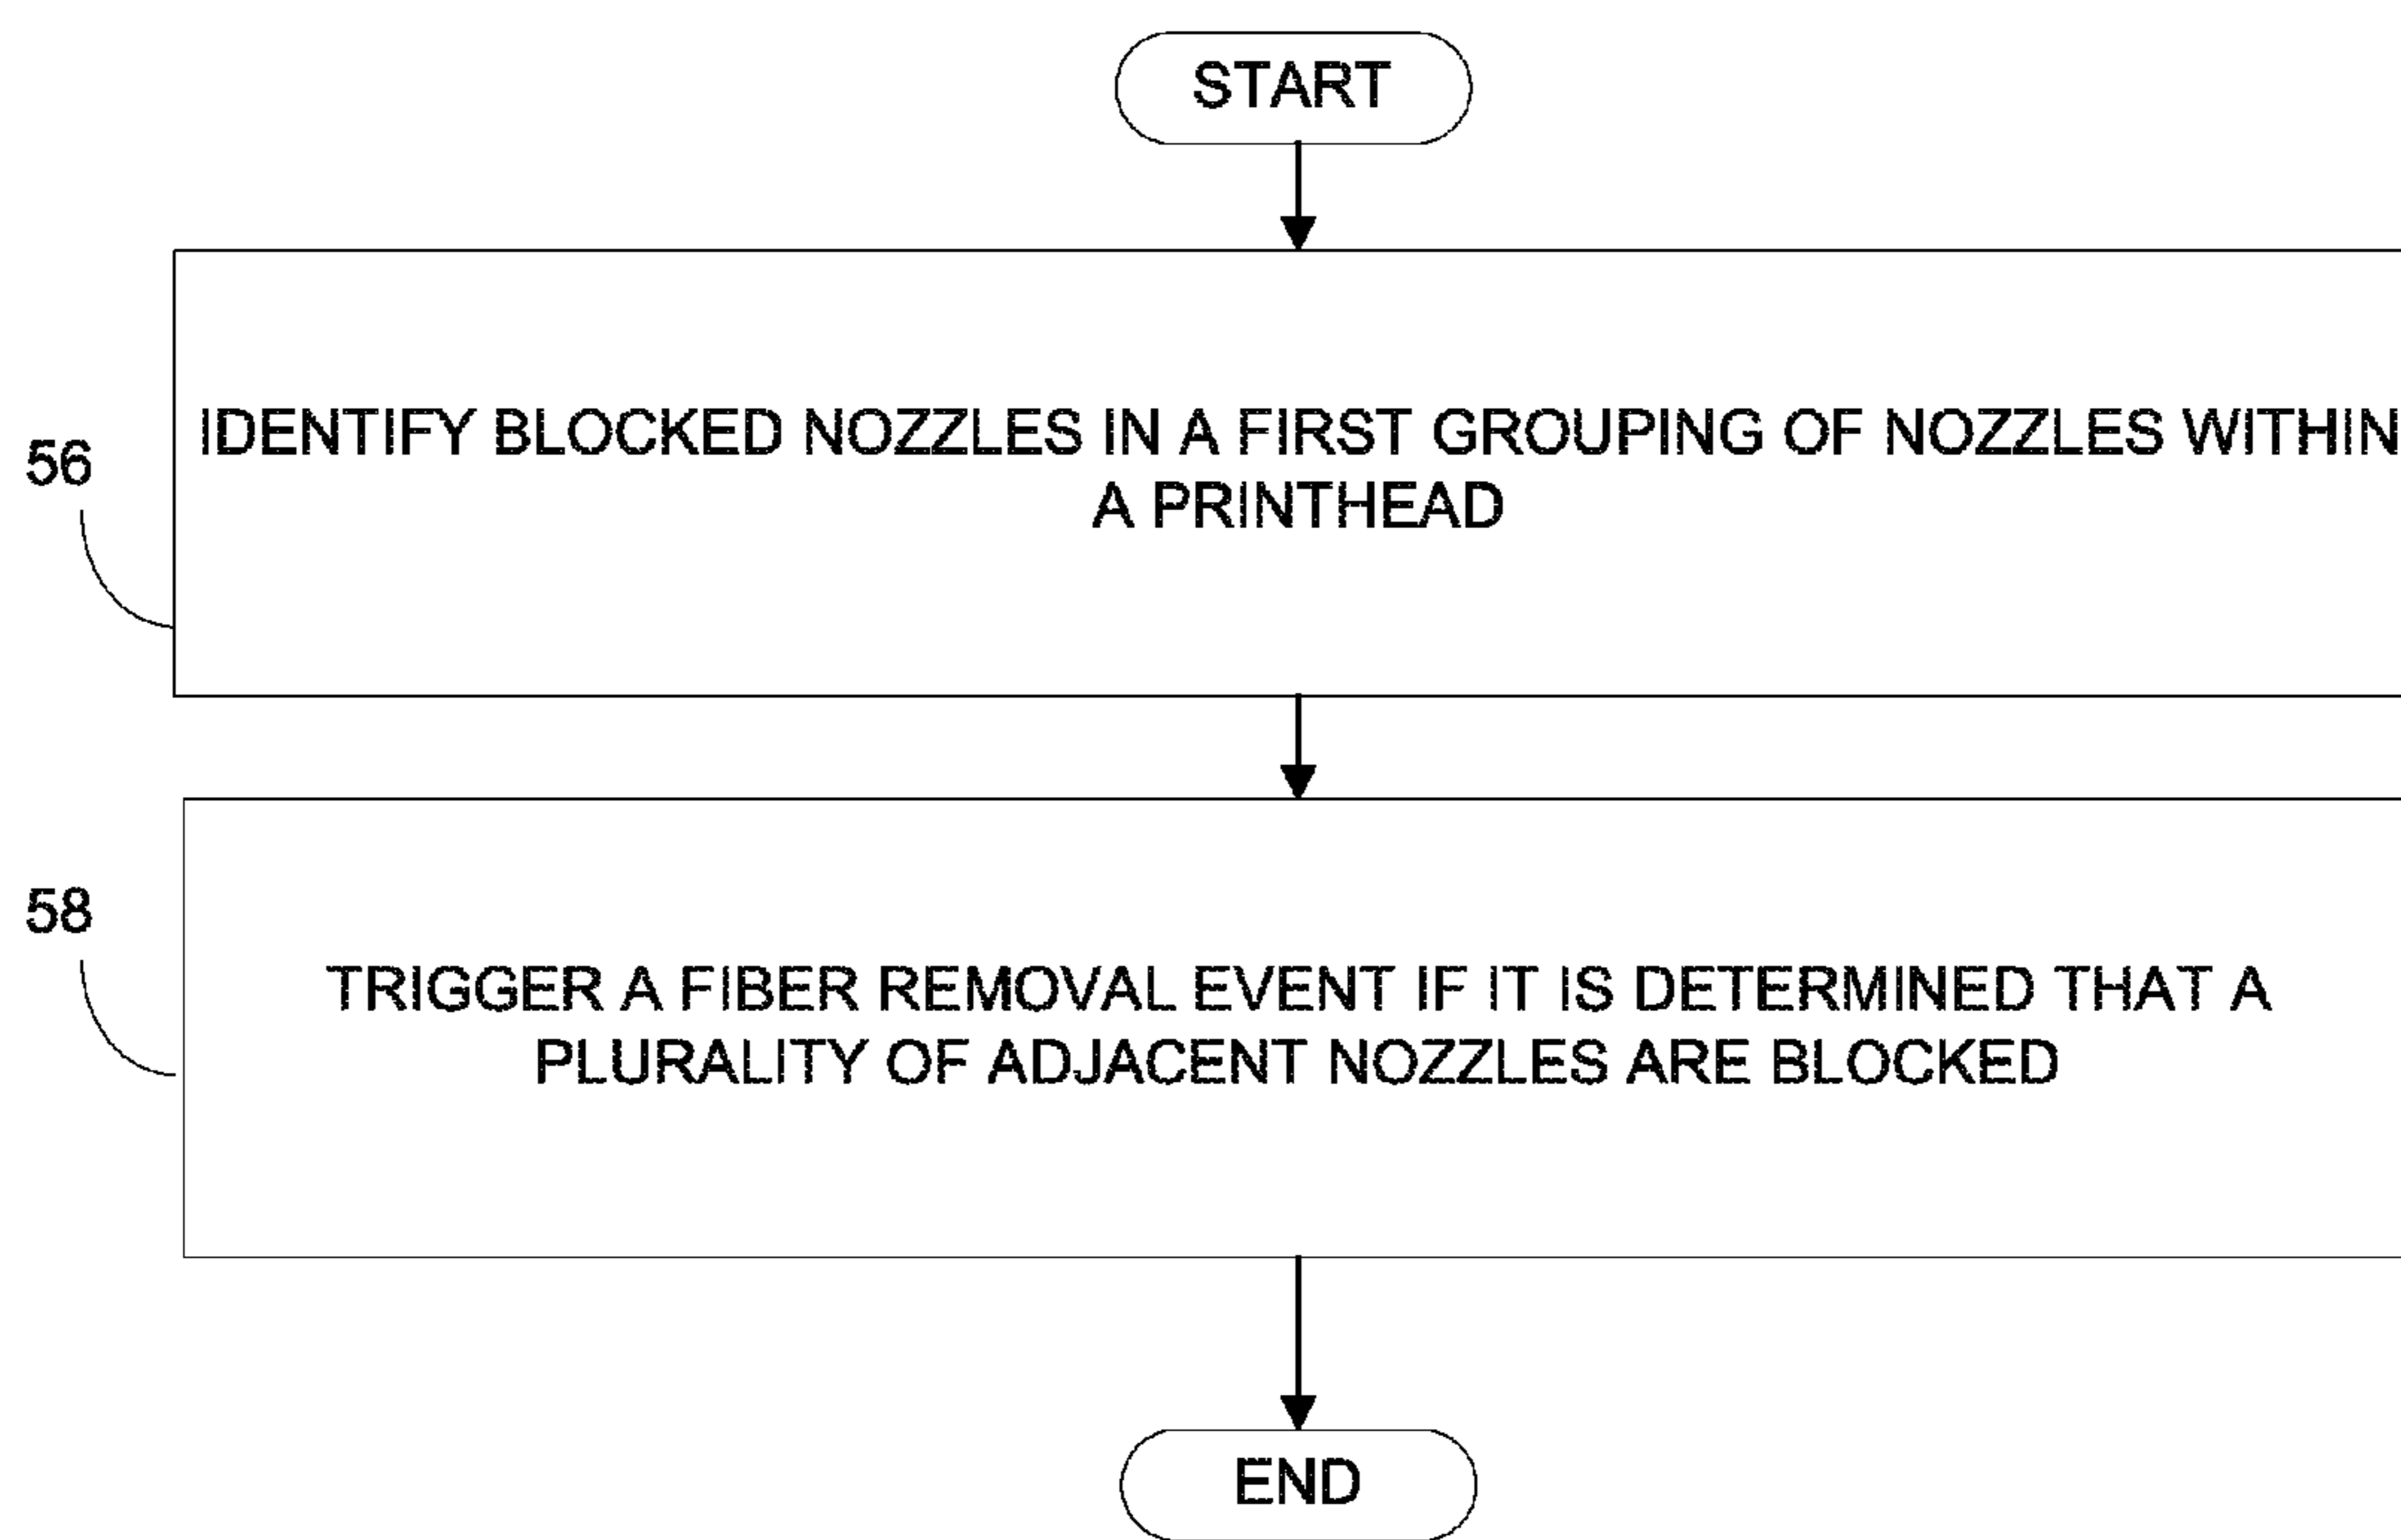 START
56
IDENTIFY BLOCKED NOZZLES IN A FIRST GROUPING OF NOZZLES WITHIN
A PRINTHEAD
58
TRIGGER A FIBER REMOVAL EVENT IF IT IS DETERMINED THAT A
PLURALITY OF ADJACENT NOZZLES ARE BLOCKED
END